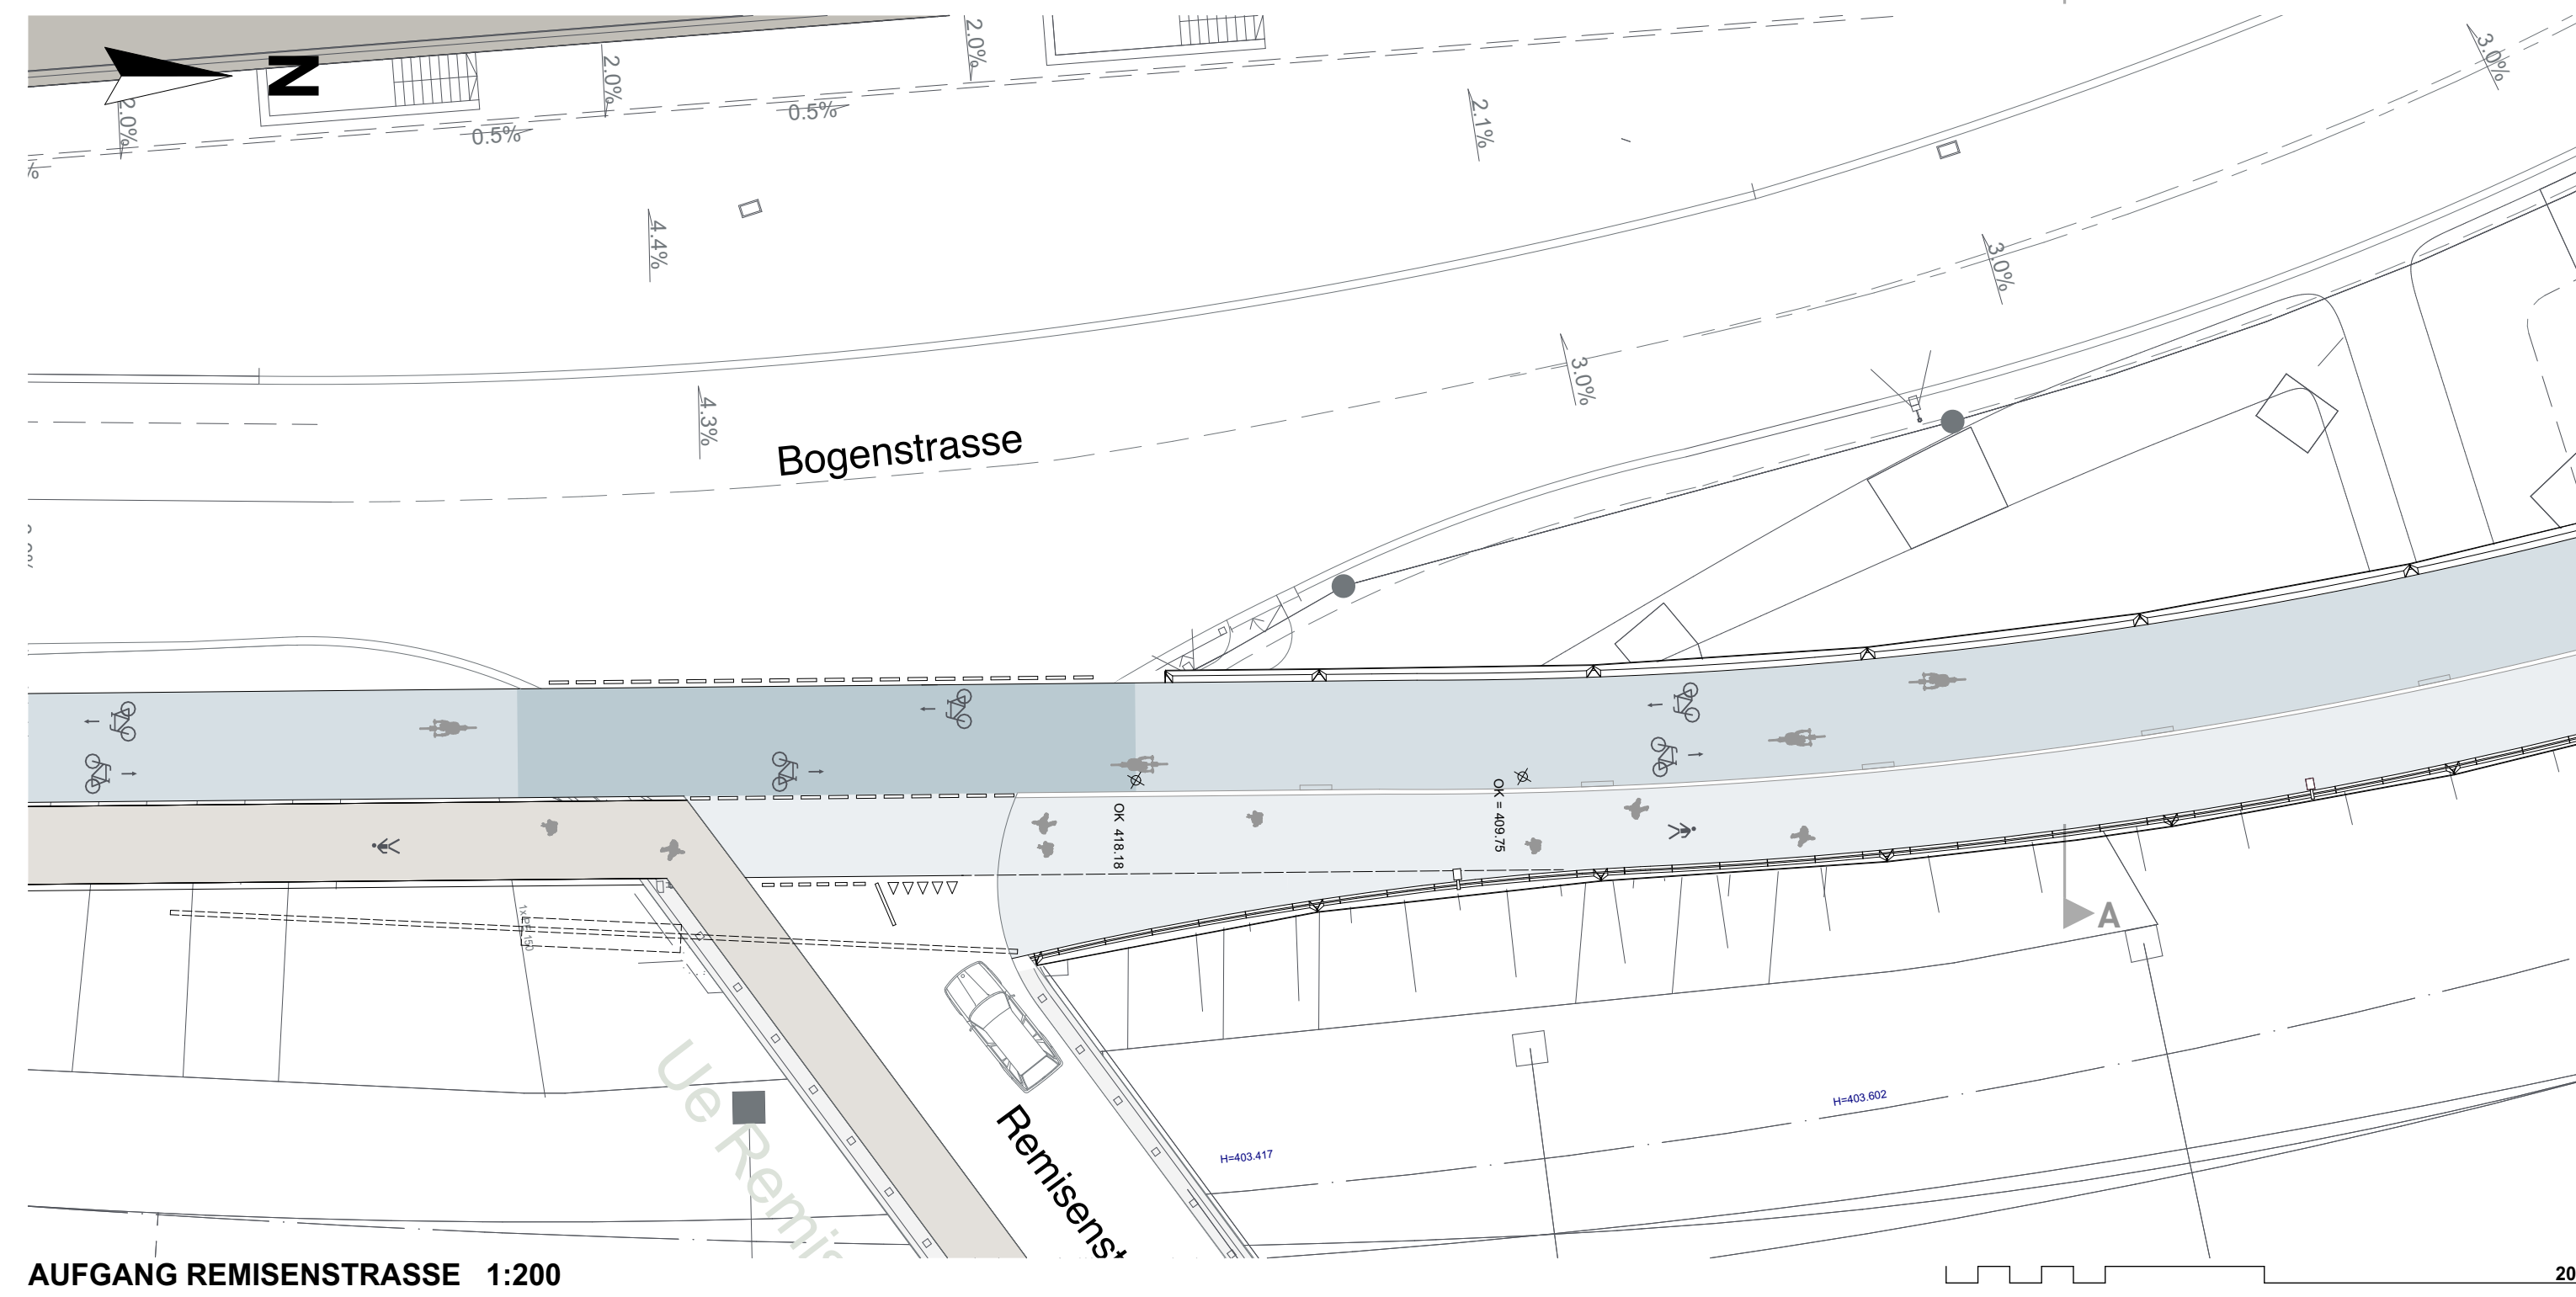 N
2.0%
2.0%
2.0%
0.5%
0.5%
%
2.1%
3.0%
4.4%
3.0%
4.3%
3.0%
Bogenstrasse
OK 418.18
OK = 409.75
A
Ue Remis
Remisenst
H=403.602
H=403.417
AUFGANG REMISENSTRASSE 1:200
20